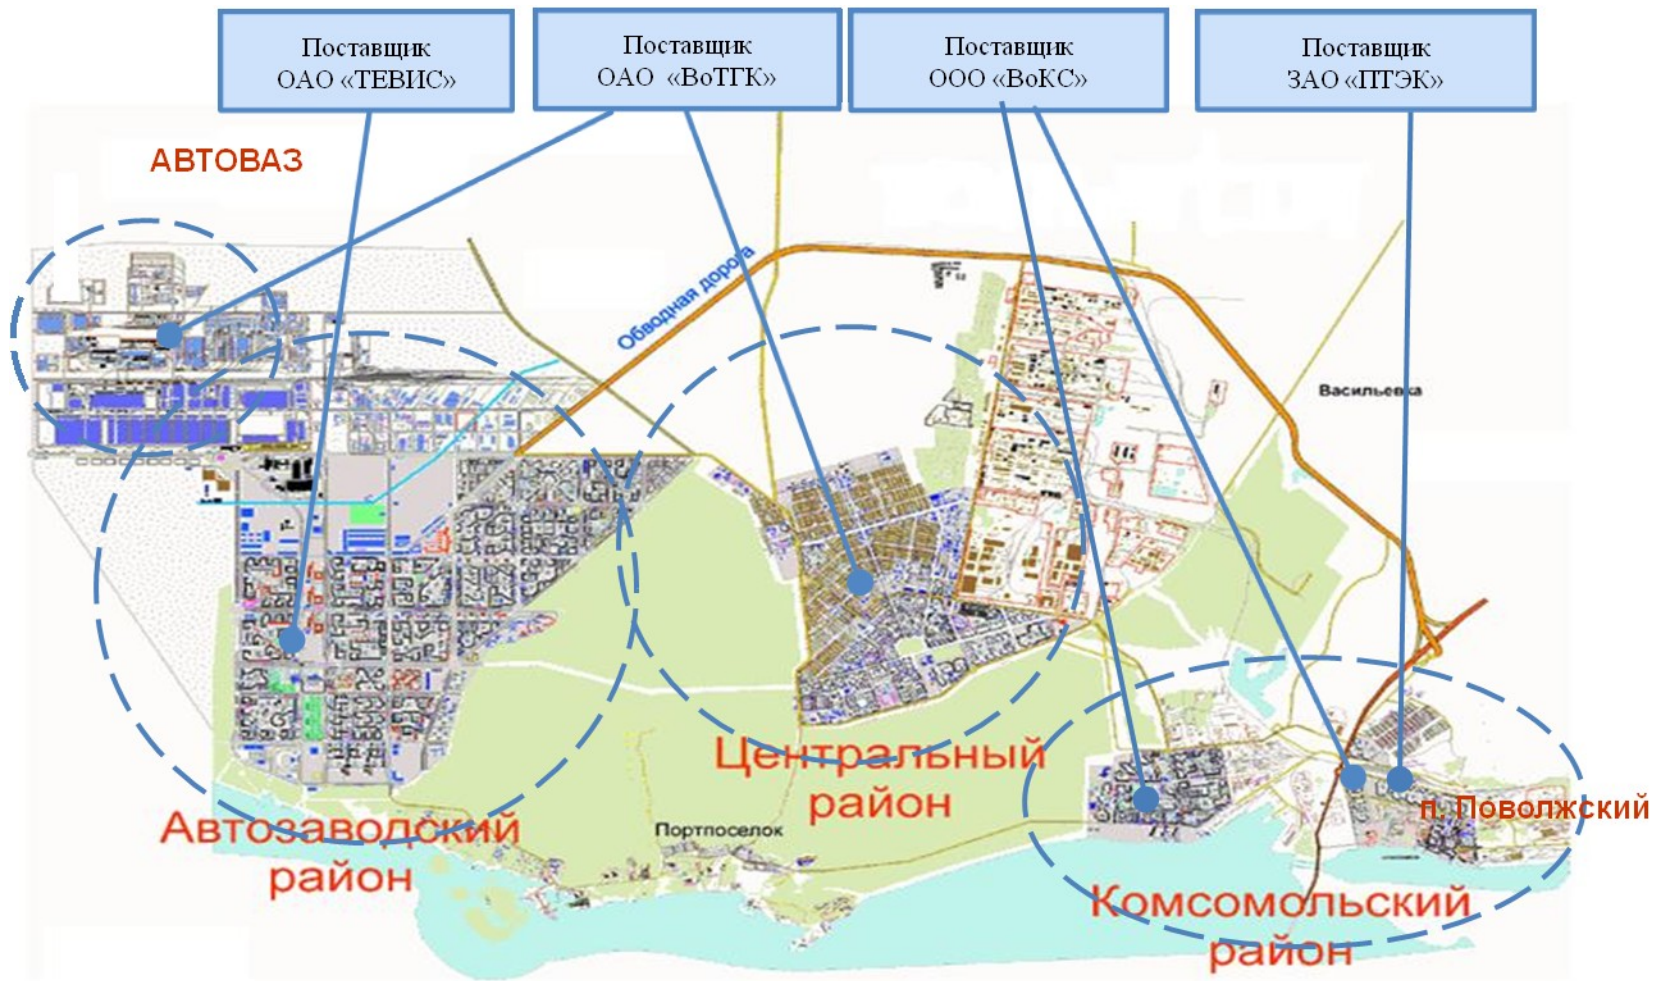 Поставщик
ОАО «ТЕВИС»
Поставщик
ОАО «ВоТГК»
Поставщик
ООО «ВоКС»
Поставщик
ЗАО «ПТЭК»
АВТОВАЗ
Обводная дорога
Васильевка
Центральный
район
п. Поволжский
Автозаводский
район
Портпоселок
Комсомольский
район